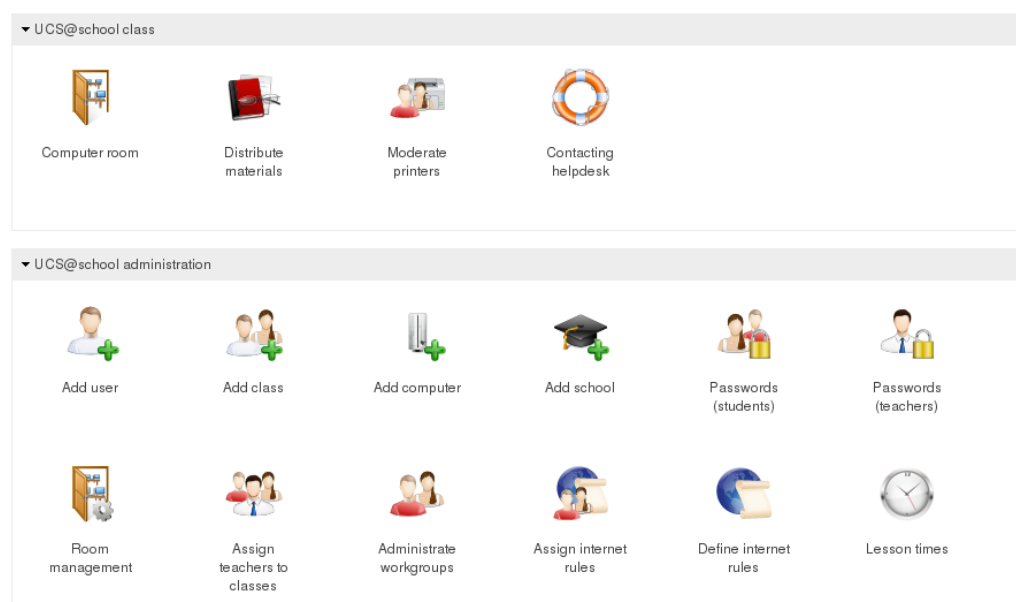 UCS@school class
Computer room
Distribute
materials
Moderate
printers
Contacting
helpdesk
UCS@school administration
Add user
Add class
Add computer
Add school
Passwords
(students)
Passwords
(teachers)
Room
management
Assign
teachers to
classes
Administrate
workgroups
Assign internet
rules
Define internet
rules
Lesson times